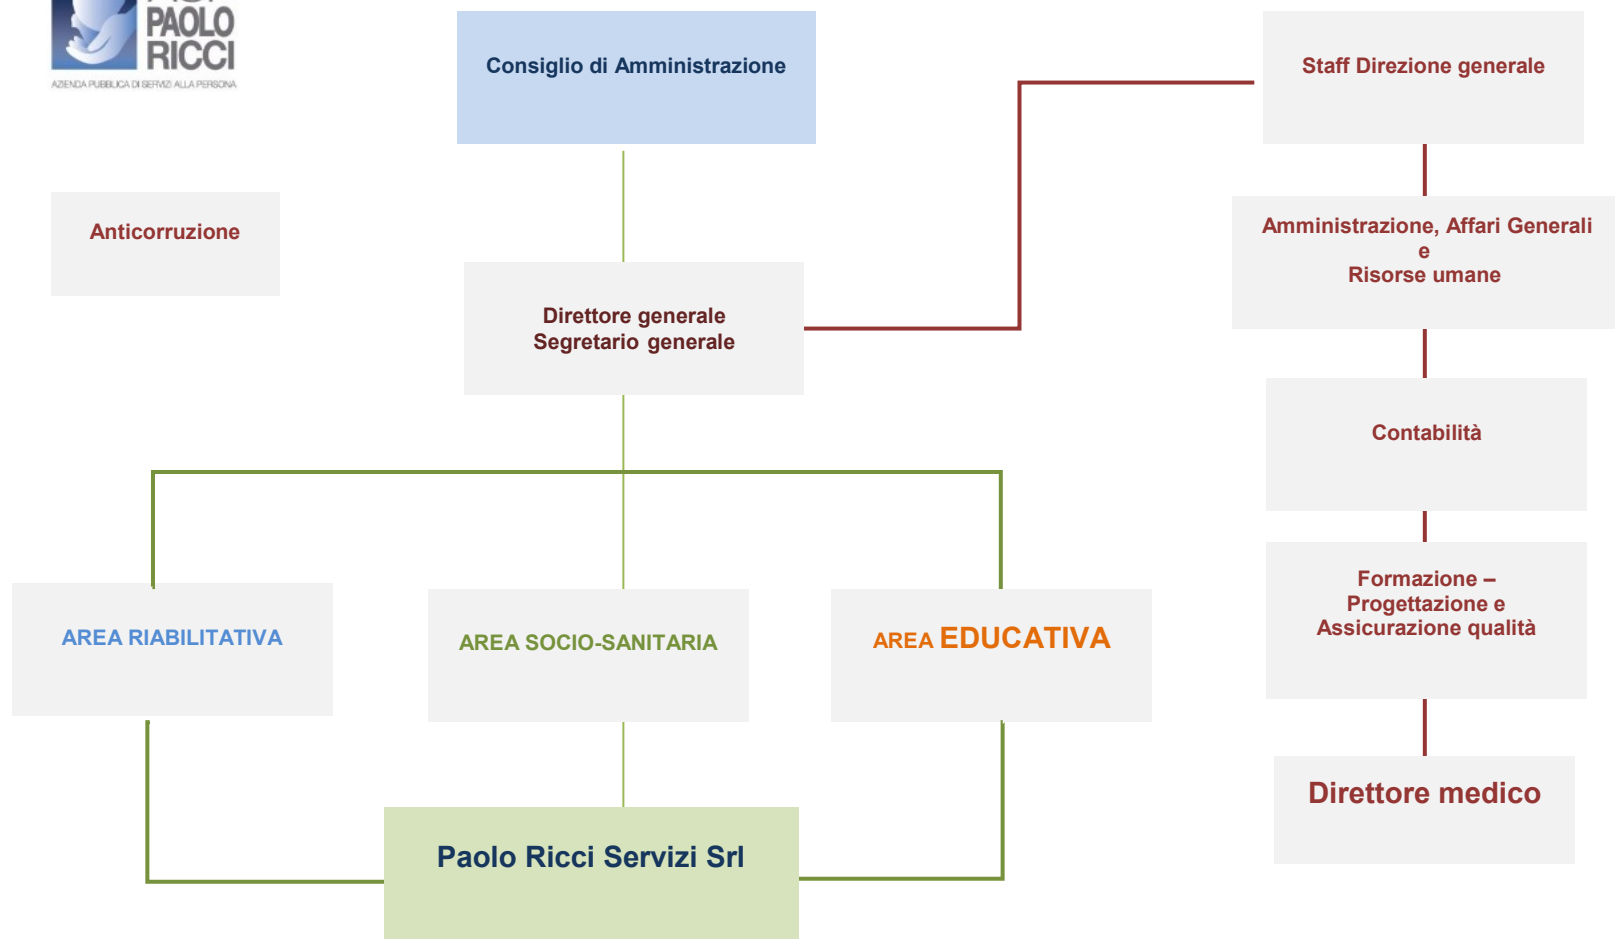 PAOLO
RICCI
AZIENDA PUBBLICA DI SERVIZI ALLA PERSONA
Consiglio di Amministrazione
Staff Direzione generale
Anticorruzione
Amministrazione, Affari Generali
e
Risorse umane
Direttore generale
Segretario generale
Contabilità
Formazione –
Progettazione e
Assicurazione qualità
AREA RIABILITATIVA
AREA SOCIO-SANITARIA
AREA EDUCATIVA
Direttore medico
Paolo Ricci Servizi Srl